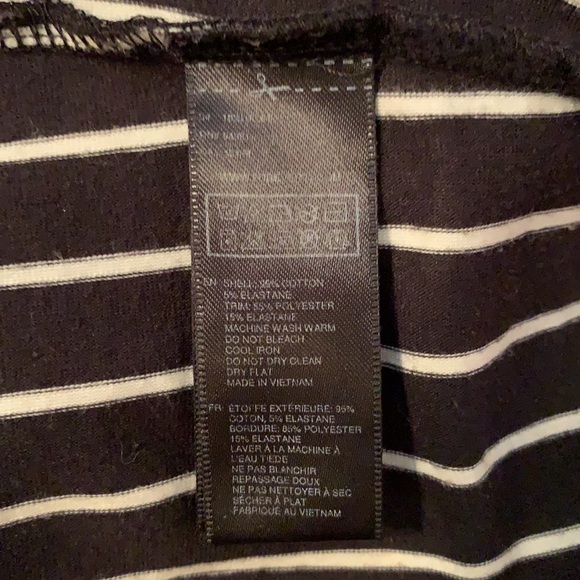 EN SHELL: 95% COTTON
5% ELASTANE
TRIM: 85% POLYESTER
15% ELASTANE
MACHINE WASH WARM
DO NOT BLEACH
COOL IRON
DO NOT DRY CLEAN
DRY FLAT
MADE IN VIETNAM
FR: ÉTOFFE EXTÉRIEURE: 95%
COTON, 5% ELASTANE
BORDURE: 85% POLYESTER
15% ELASTANE
LAVER À LA MACHINE À
L'EAU TIÈDE
NE PAS BLANCHIR
REPASSAGE DOUX
NE PAS NETTOYER À SEC
SÉCHER À PLAT
FABRIQUÉ AU VIETNAM